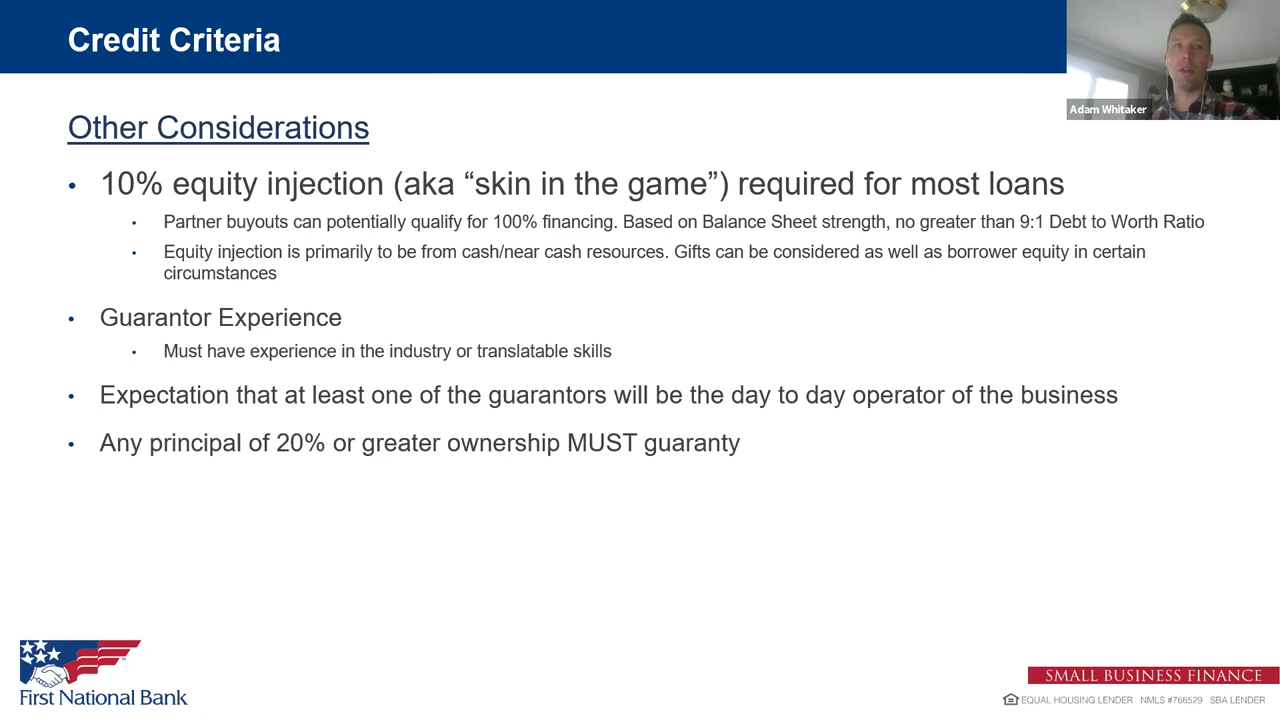 Credit Criteria
Adam Whitaker
Other Considerations
• 10% equity injection (aka “skin in the game”) required for most loans
• Partner buyouts can potentially qualify for 100% financing. Based on Balance Sheet strength, no greater than 9:1 Debt to Worth Ratio
• Equity injection is primarily to be from cash/near cash resources. Gifts can be considered as well as borrower equity in certain
circumstances
• Guarantor Experience
• Must have experience in the industry or translatable skills
• Expectation that at least one of the guarantors will be the day to day operator of the business
• Any principal of 20% or greater ownership MUST guaranty
First National Bank
SMALL BUSINESS FINANCE
EQUAL HOUSING LENDER NMLS #766529 SBA LENDER